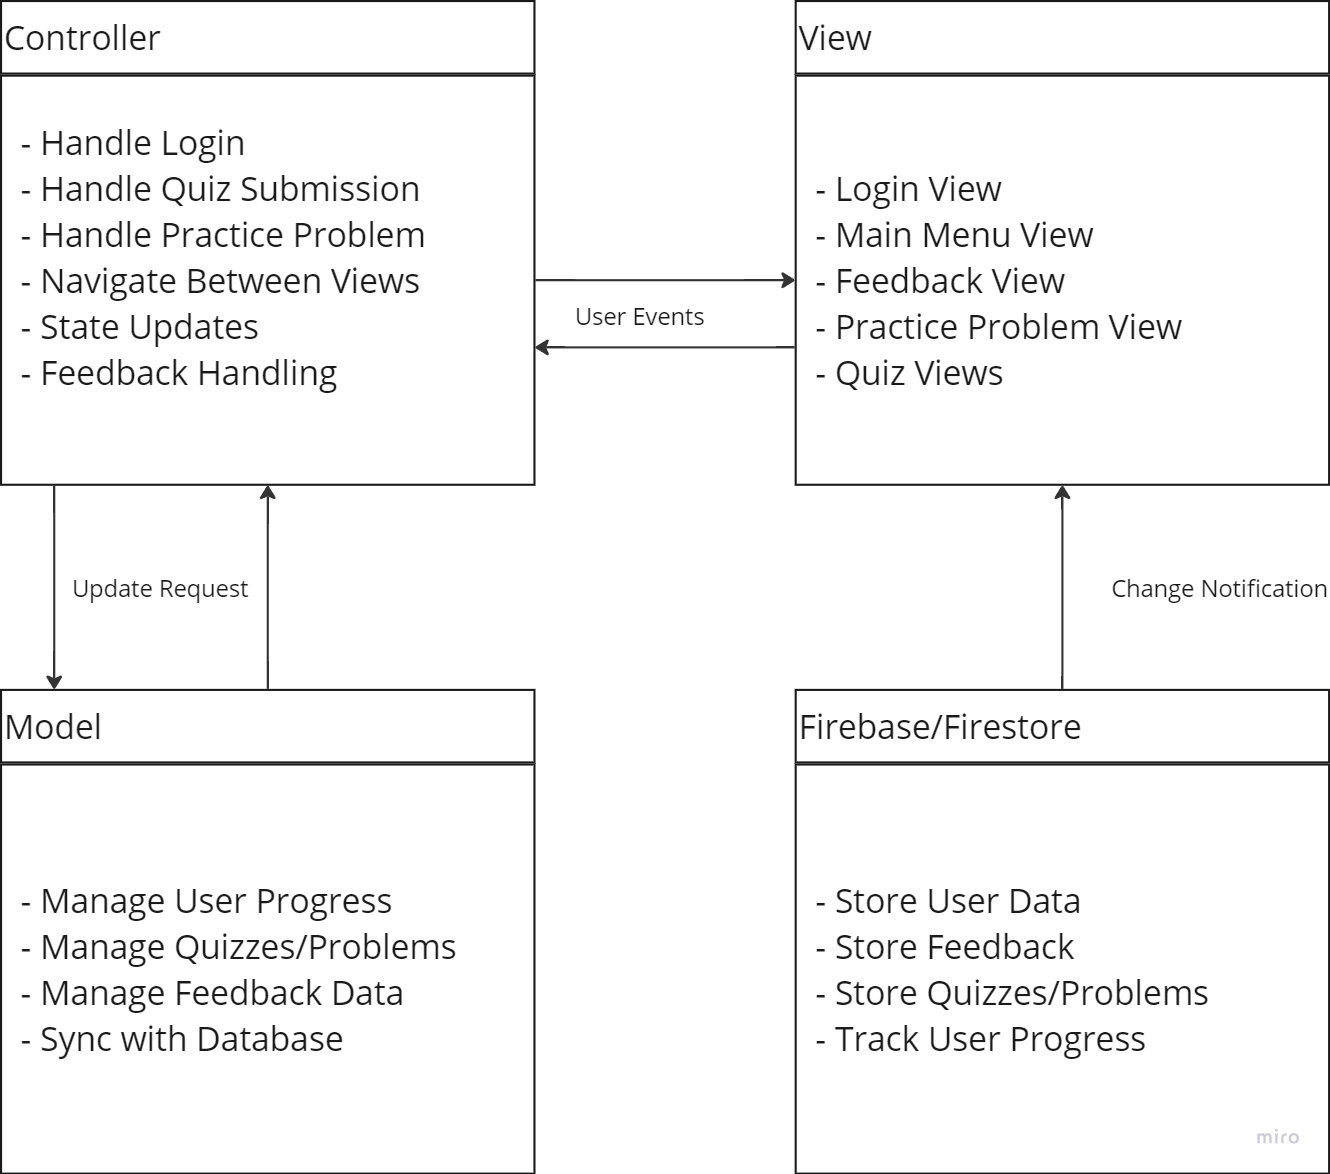 Controller
- Handle Login
- Handle Quiz Submission
- Handle Practice Problem
- Navigate Between Views
- State Updates
- Feedback Handling
User Events
View
- Login View
- Main Menu View
- Feedback View
- Practice Problem View
- Quiz Views
Update Request
Change Notification
Model
- Manage User Progress
- Manage Quizzes/Problems
- Manage Feedback Data
- Sync with Database
Firebase/Firestore
- Store User Data
- Store Feedback
- Store Quizzes/Problems
- Track User Progress
miro